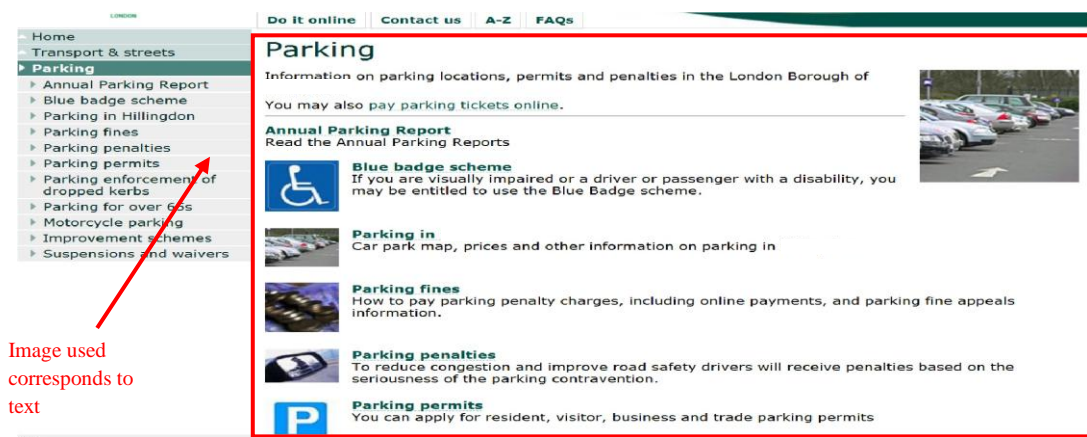 LONDON
Do it online Contact us A-Z FAQs
Home
Transport & streets
Parking
Annual Parking Report
Blue badge scheme
Parking in Hillingdon
Parking fines
Parking penalties
Parking permits
Parking enforcement of
dropped kerbs
Parking for over 65s
Motorcycle parking
Improvement schemes
Suspensions and waivers
Image used
corresponds to
text
Parking
Information on parking locations, permits and penalties in the London Borough of
You may also pay parking tickets online.
Annual Parking Report
Read the Annual Parking Reports
Blue badge scheme
If you are visually impaired or a driver or passenger with a disability, you
may be entitled to use the Blue Badge scheme.
Parking in
Car park map, prices and other information on parking in
Parking fines
How to pay parking penalty charges, including online payments, and parking fine appeals
information.
Parking penalties
To reduce congestion and improve road safety drivers will receive penalties based on the
seriousness of the parking contravention.
P
Parking permits
You can apply for resident, visitor, business and trade parking permits